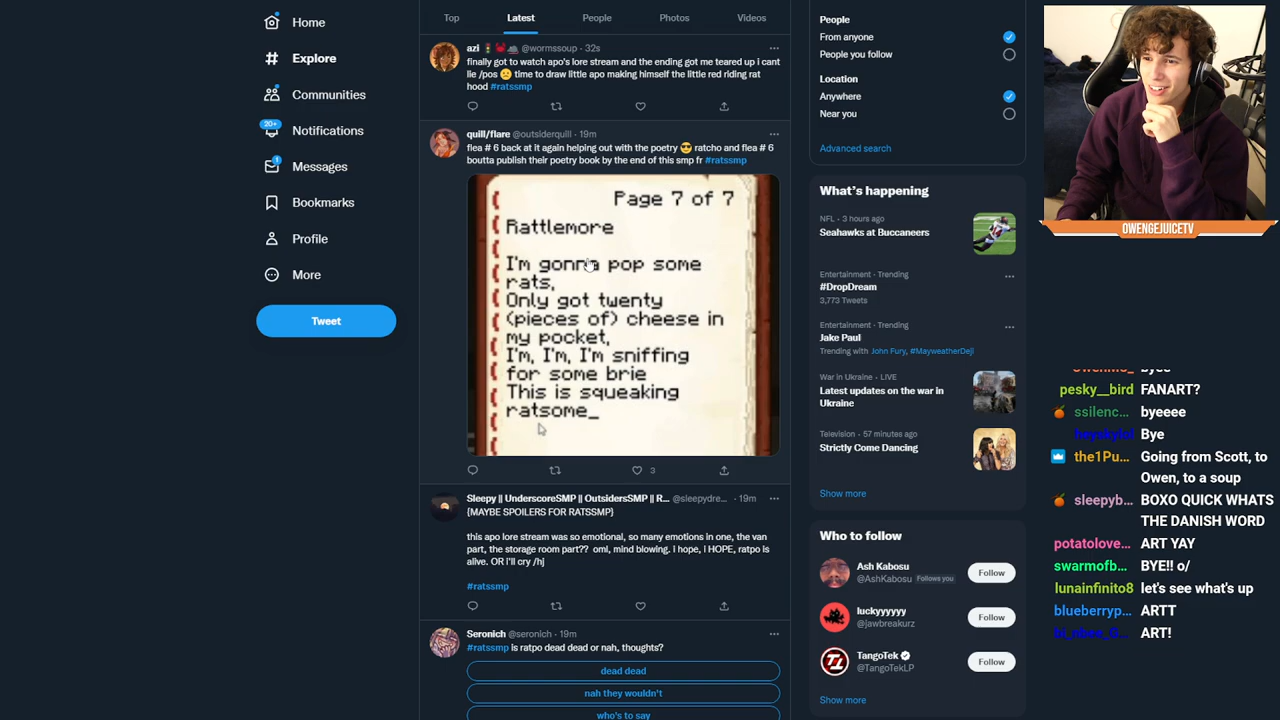 Home
Explore
Communities
20+
Notifications
Messages
Bookmarks
Profile
More
Tweet
Top
Latest
People
Photos
Videos
azi @wormssoup · 32s
finally got to watch apo's lore stream and the ending got me teared up i cant
lie /pos ☹️ time to draw little apo making himself the little red riding rat
hood #ratssmp
quill/flare @outsiderquill · 19m
flea # 6 back at it again helping out with the poetry 😎 ratcho and flea # 6
boutta publish their poetry book by the end of this smp fr #ratssmp
Page 7 of 7
Rattlemore
I'm gonna pop some
rats,
Only got twenty
(pieces of) cheese in
my pocket,
I'm, I'm, I'm sniffing
for some brie
This is squeaking
ratsome_
3
Sleepy || UnderscoreSMP || OutsidersSMP || R... @sleepydre... · 19m
{MAYBE SPOILERS FOR RATSSMP}
this apo lore stream was so emotional, so many emotions in one, the van
part, the storage room part?? omi, mind blowing. I hope, I HOPE, ratpo is
alive. OR i'll cry /hj
#ratssmp
Seronich @seronich · 19m
#ratssmp is ratpo dead dead or nah, thoughts?
dead dead
nah they wouldn't
who's to say
People
From anyone
People you follow
Location
Anywhere
Near you
Advanced search
What's happening
NFL · 3 hours ago
Seahawks at Buccaneers
Entertainment · Trending
#DropDream
3,773 Tweets
Entertainment · Trending
Jake Paul
Trending with John Fury, #MayweatherDeji
War in Ukraine · LIVE
Latest updates on the war in
Ukraine
Television · 57 minutes ago
Strictly Come Dancing
Show more
Who to follow
Ash Kabosu
@AshKabosu Follows you
Follow
luckyyyyyy
@jawbreakurz
Follow
TangoTek
@TangoTekLP
Follow
Show more
OWENGEJUICETV
byee
pesky__bird FANART?
ssilenc... byeeee
heyskylol Bye
the1Pu... Going from Scott, to
Owen, to a soup
sleepyb... BOXO QUICK WHATS
THE DANISH WORD
potatolove... ART YAY
swarmofb... BYE!! o/
lunainfinito8 let's see what's up
blueberryp... ARTT
ART!